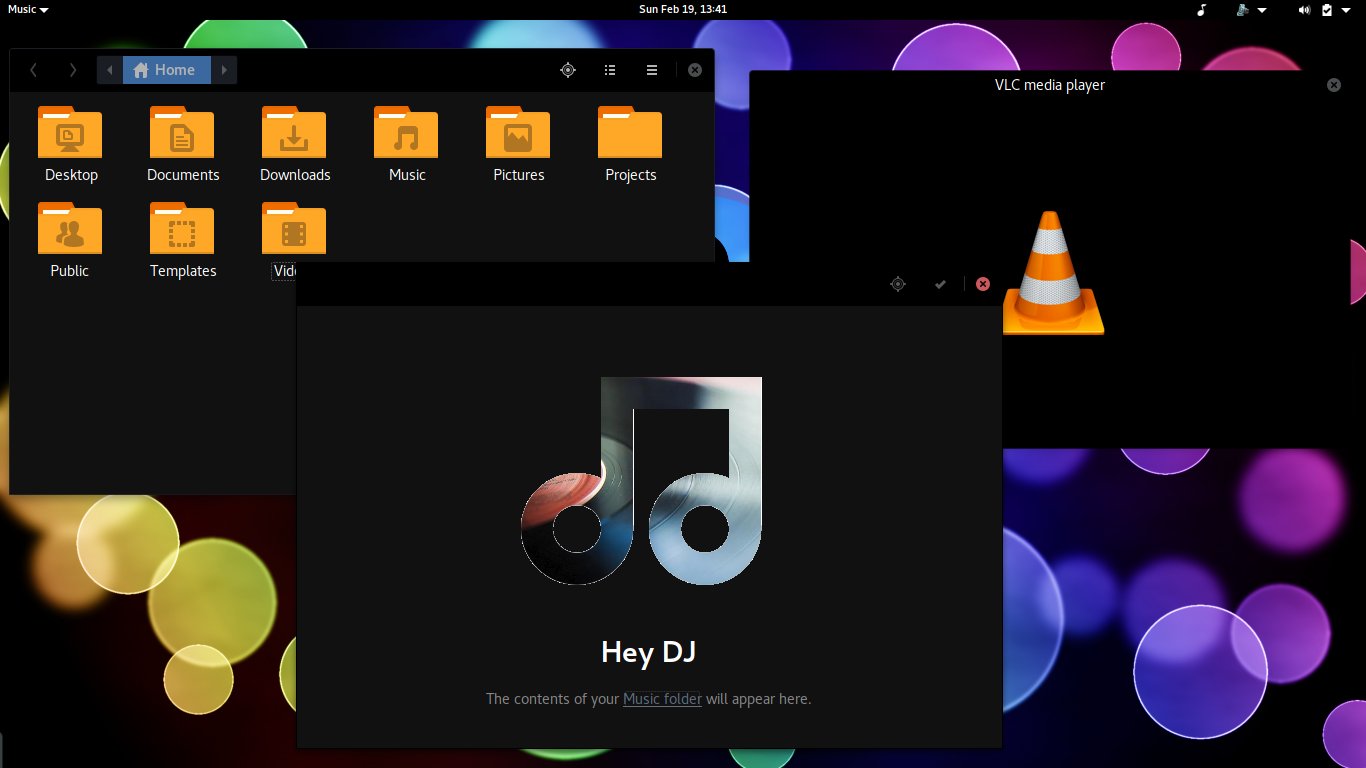 Music
Sun Feb 19, 13:41
Home
VLC media player
Desktop
Documents
Downloads
Music
Pictures
Projects
Public
Templates
Hey DJ
The contents of your Music folder will appear here.